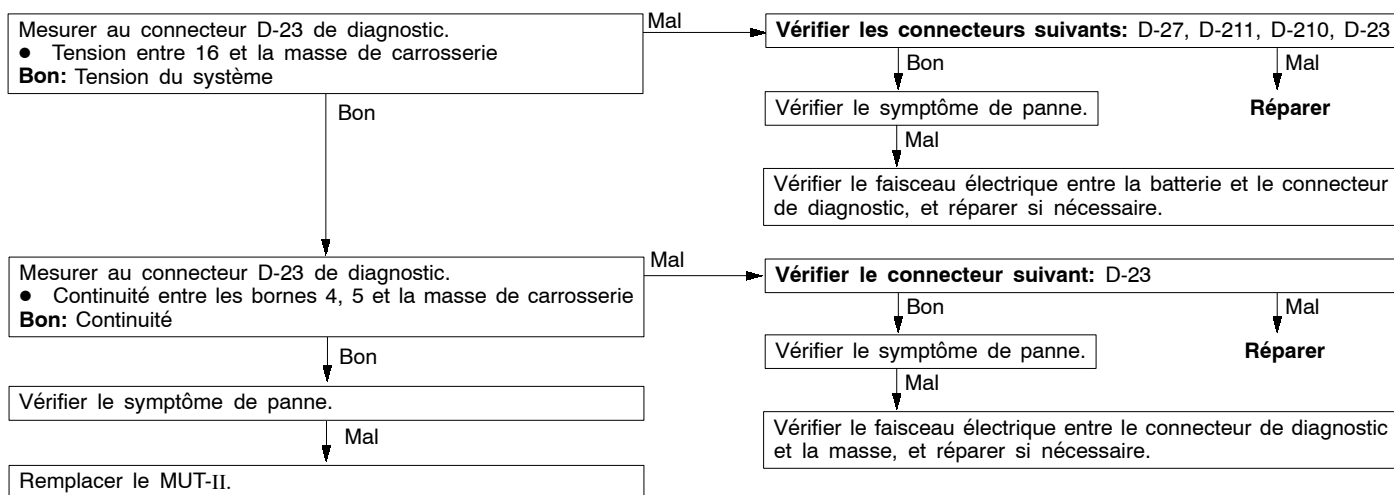 Mesurer au connecteur D-23 de diagnostic.
● Tension entre 16 et la masse de carrosserie
Bon: Tension du système
Mal
Vérifier les connecteurs suivants: D-27, D-211, D-210, D-23
Bon
Mal
Vérifier le symptôme de panne.
Réparer
Mal
Vérifier le faisceau électrique entre la batterie et le connecteur
de diagnostic, et réparer si nécessaire.
Bon
Mesurer au connecteur D-23 de diagnostic.
● Continuité entre les bornes 4, 5 et la masse de carrosserie
Bon: Continuité
Mal
Vérifier le connecteur suivant: D-23
Bon
Mal
Vérifier le symptôme de panne.
Réparer
Mal
Vérifier le faisceau électrique entre le connecteur de diagnostic
et la masse, et réparer si nécessaire.
Bon
Vérifier le symptôme de panne.
Mal
Remplacer le MUT-II.